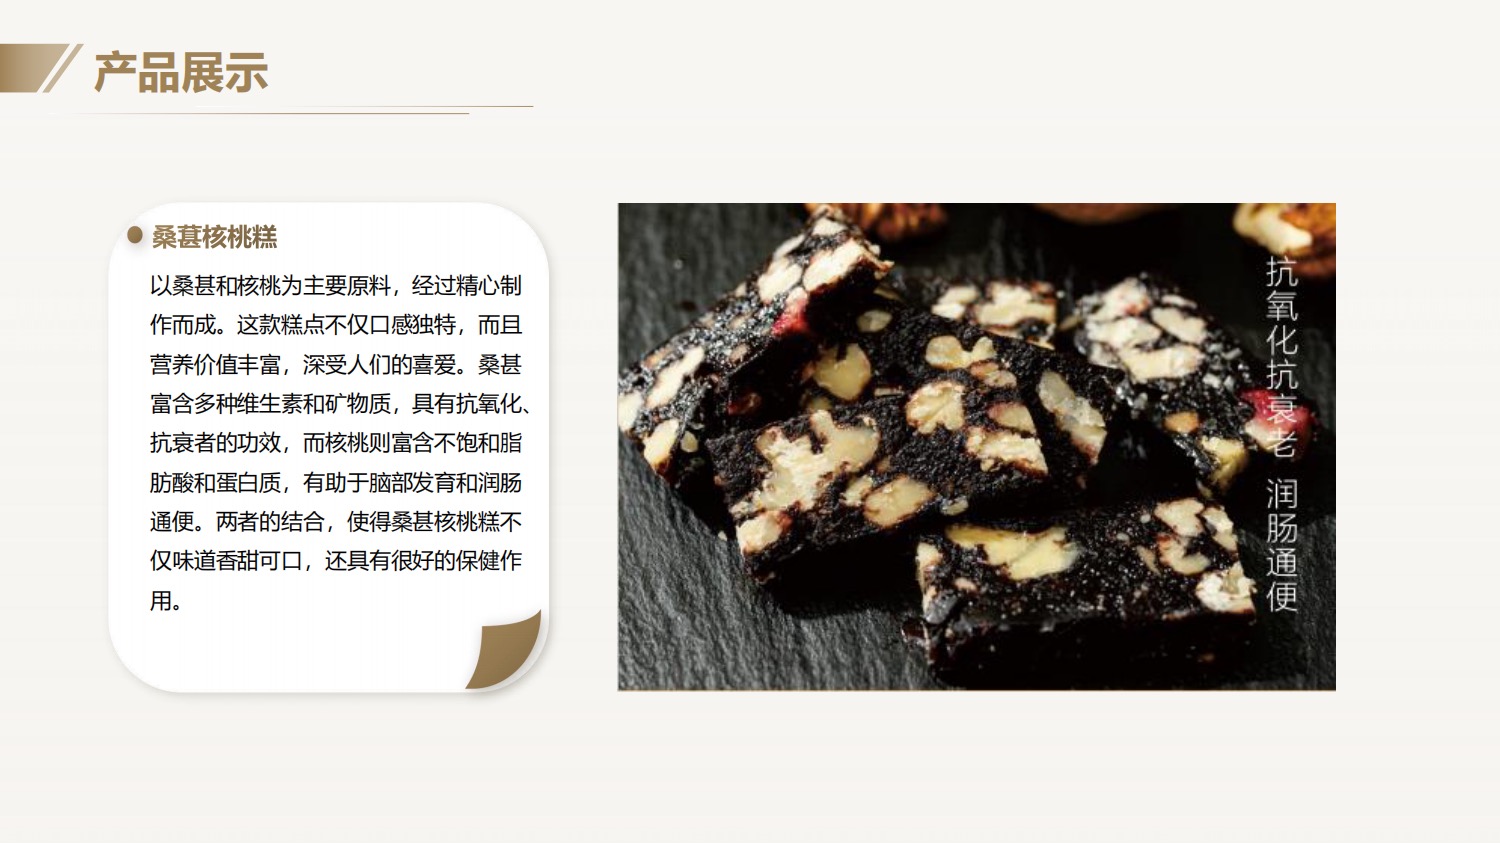 产品展示
桑葚核桃糕
以桑葚和核桃为主要原料，经过精心制
作而成。这款糕点不仅口感独特，而且
营养价值丰富，深受人们的喜爱。桑葚
富含多种维生素和矿物质，具有抗氧化、
抗衰者的功效，而核桃则富含不饱和脂
肪酸和蛋白质，有助于脑部发育和润肠
通便。两者的结合，使得桑葚核桃糕不
仅味道香甜可口，还具有很好的保健作
用。
抗氧化抗衰老 润肠通便